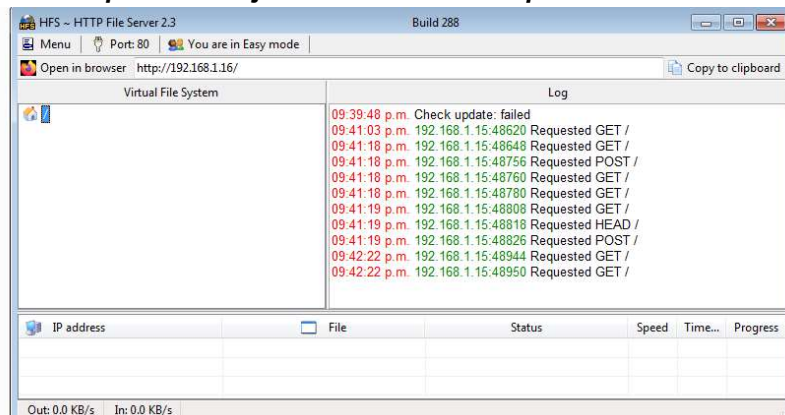 HFS ~ HTTP File Server 2.3 Build 288
Menu Port: 80 You are in Easy mode
Open in browser http://192.168.1.16/ Copy to clipboard
Virtual File System
/
Log
09:39:48 p.m. Check update: failed
09:41:03 p.m. 192.168.1.15:48620 Requested GET /
09:41:18 p.m. 192.168.1.15:48648 Requested GET /
09:41:18 p.m. 192.168.1.15:48756 Requested POST /
09:41:18 p.m. 192.168.1.15:48760 Requested GET /
09:41:18 p.m. 192.168.1.15:48780 Requested GET /
09:41:19 p.m. 192.168.1.15:48808 Requested GET /
09:41:19 p.m. 192.168.1.15:48818 Requested HEAD /
09:41:19 p.m. 192.168.1.15:48826 Requested POST /
09:42:22 p.m. 192.168.1.15:48944 Requested GET /
09:42:22 p.m. 192.168.1.15:48950 Requested GET /
IP address File Status Speed Time... Progress
Out: 0.0 KB/s In: 0.0 KB/s